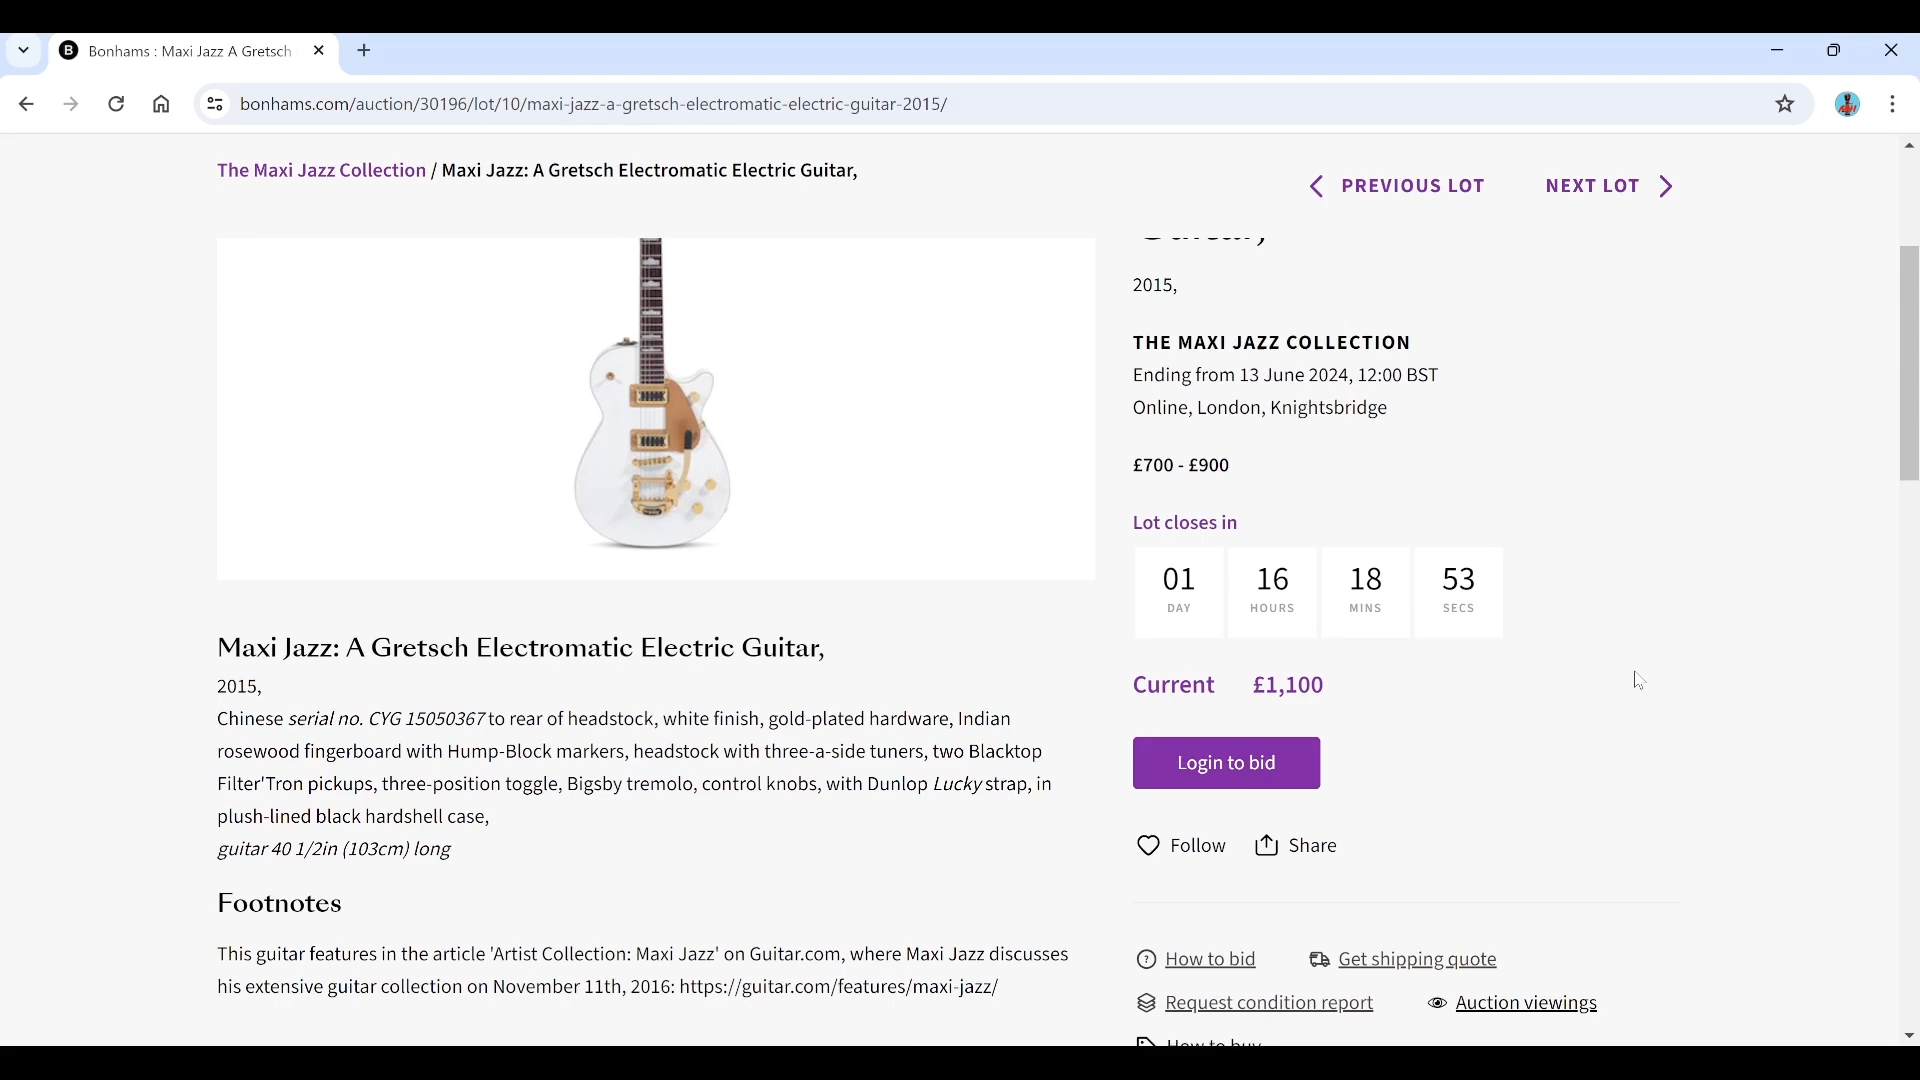 Bonhams : Maxi Jazz A Gretsch
bonhams.com/auction/30196/lot/10/maxi-jazz-a-gretsch-electromatic-electric-guitar-2015/
The Maxi Jazz Collection / Maxi Jazz: A Gretsch Electromatic Electric Guitar,
PREVIOUS LOT
NEXT LOT
2015,
THE MAXI JAZZ COLLECTION
Ending from 13 June 2024, 12:00 BST
Online, London, Knightsbridge
£700 - £900
Lot closes in
01 16 18 53
DAY HOURS MINS SECS
Current £1,100
Login to bid
Follow Share
How to bid Get shipping quote
Request condition report Auction viewings
How to buy
Maxi Jazz: A Gretsch Electromatic Electric Guitar,
2015,
Chinese serial no. CYG 15050367 to rear of headstock, white finish, gold-plated hardware, Indian
rosewood fingerboard with Hump-Block markers, headstock with three-a-side tuners, two Blacktop
Filter'Tron pickups, three-position toggle, Bigsby tremolo, control knobs, with Dunlop Lucky strap, in
plush-lined black hardshell case,
guitar 40 1/2in (103cm) long
Footnotes
This guitar features in the article 'Artist Collection: Maxi Jazz' on Guitar.com, where Maxi Jazz discusses
his extensive guitar collection on November 11th, 2016: https://guitar.com/features/maxi-jazz/